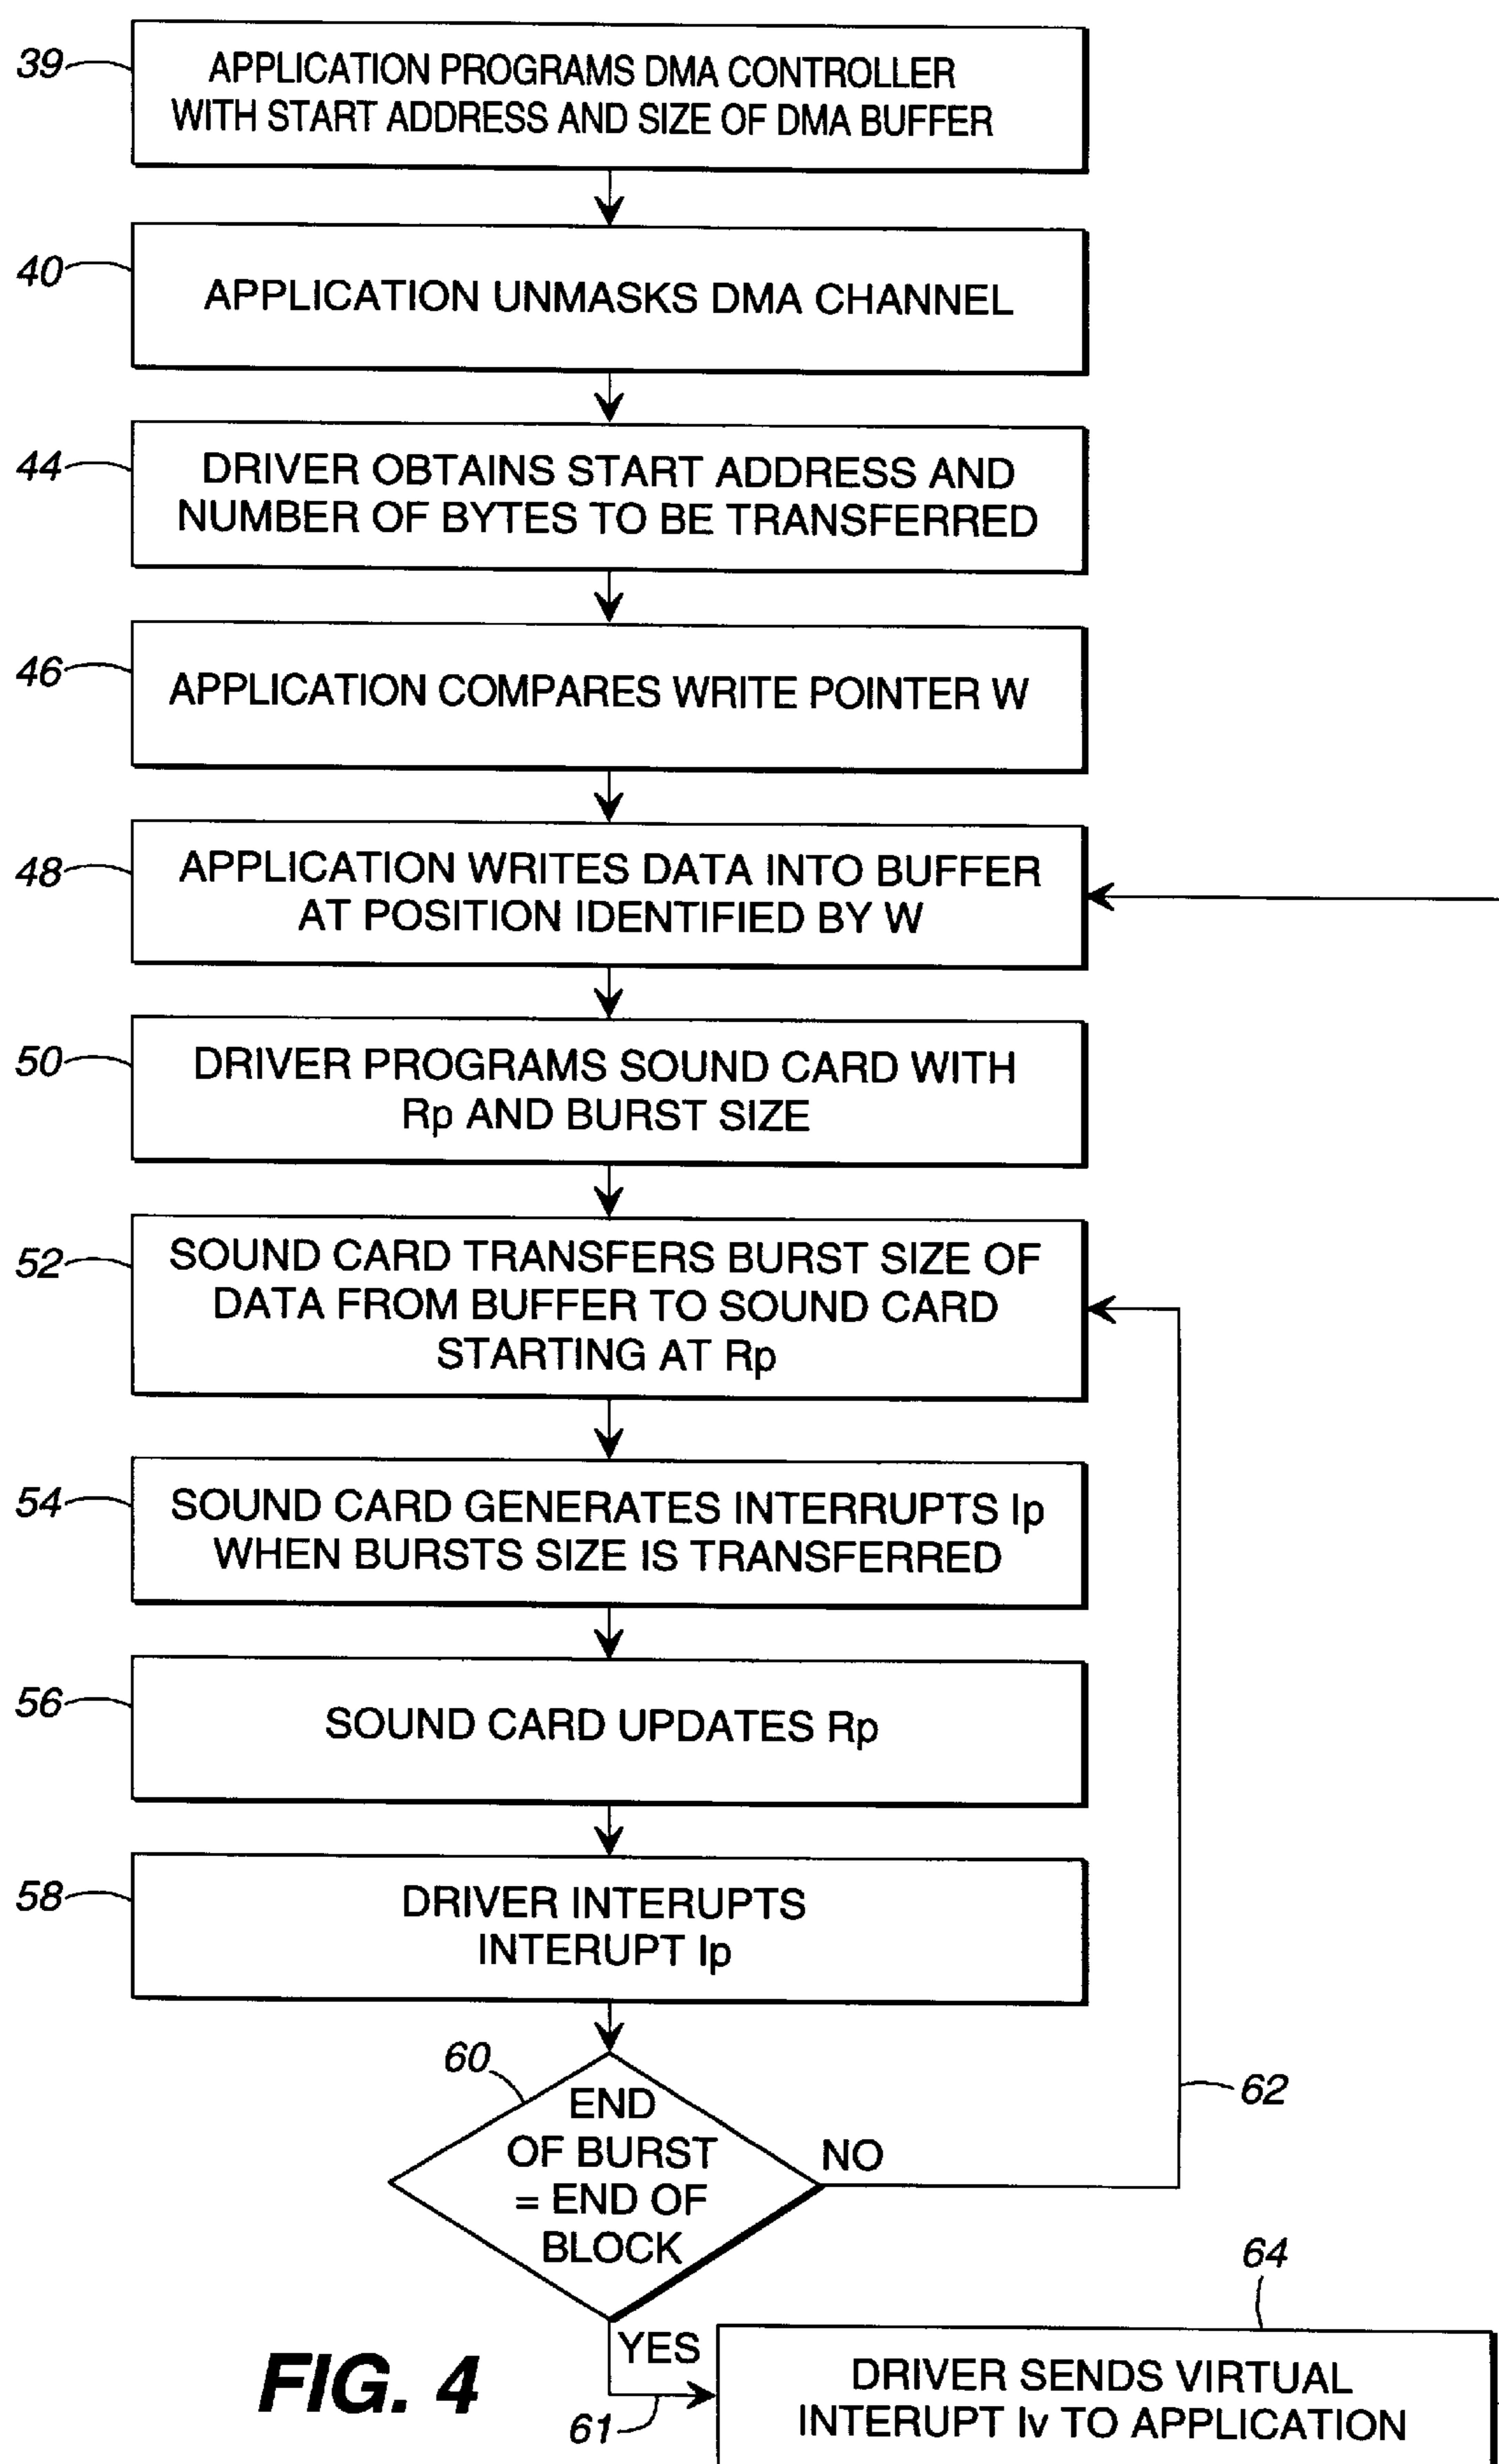 39
APPLICATION PROGRAMS DMA CONTROLLER
WITH START ADDRESS AND SIZE OF DMA BUFFER
40
APPLICATION UNMASKS DMA CHANNEL
44
DRIVER OBTAINS START ADDRESS AND
NUMBER OF BYTES TO BE TRANSFERRED
46
APPLICATION COMPARES WRITE POINTER W
48
APPLICATION WRITES DATA INTO BUFFER
AT POSITION IDENTIFIED BY W
50
DRIVER PROGRAMS SOUND CARD WITH
Rp AND BURST SIZE
52
SOUND CARD TRANSFERS BURST SIZE OF
DATA FROM BUFFER TO SOUND CARD
STARTING AT Rp
54
SOUND CARD GENERATES INTERRUPTS Ip
WHEN BURSTS SIZE IS TRANSFERRED
56
SOUND CARD UPDATES Rp
58
DRIVER INTERUPTS
INTERUPT Ip
60
END
OF BURST
= END OF
BLOCK
NO
62
YES
61
64
DRIVER SENDS VIRTUAL
INTERUPT Iv TO APPLICATION
FIG. 4